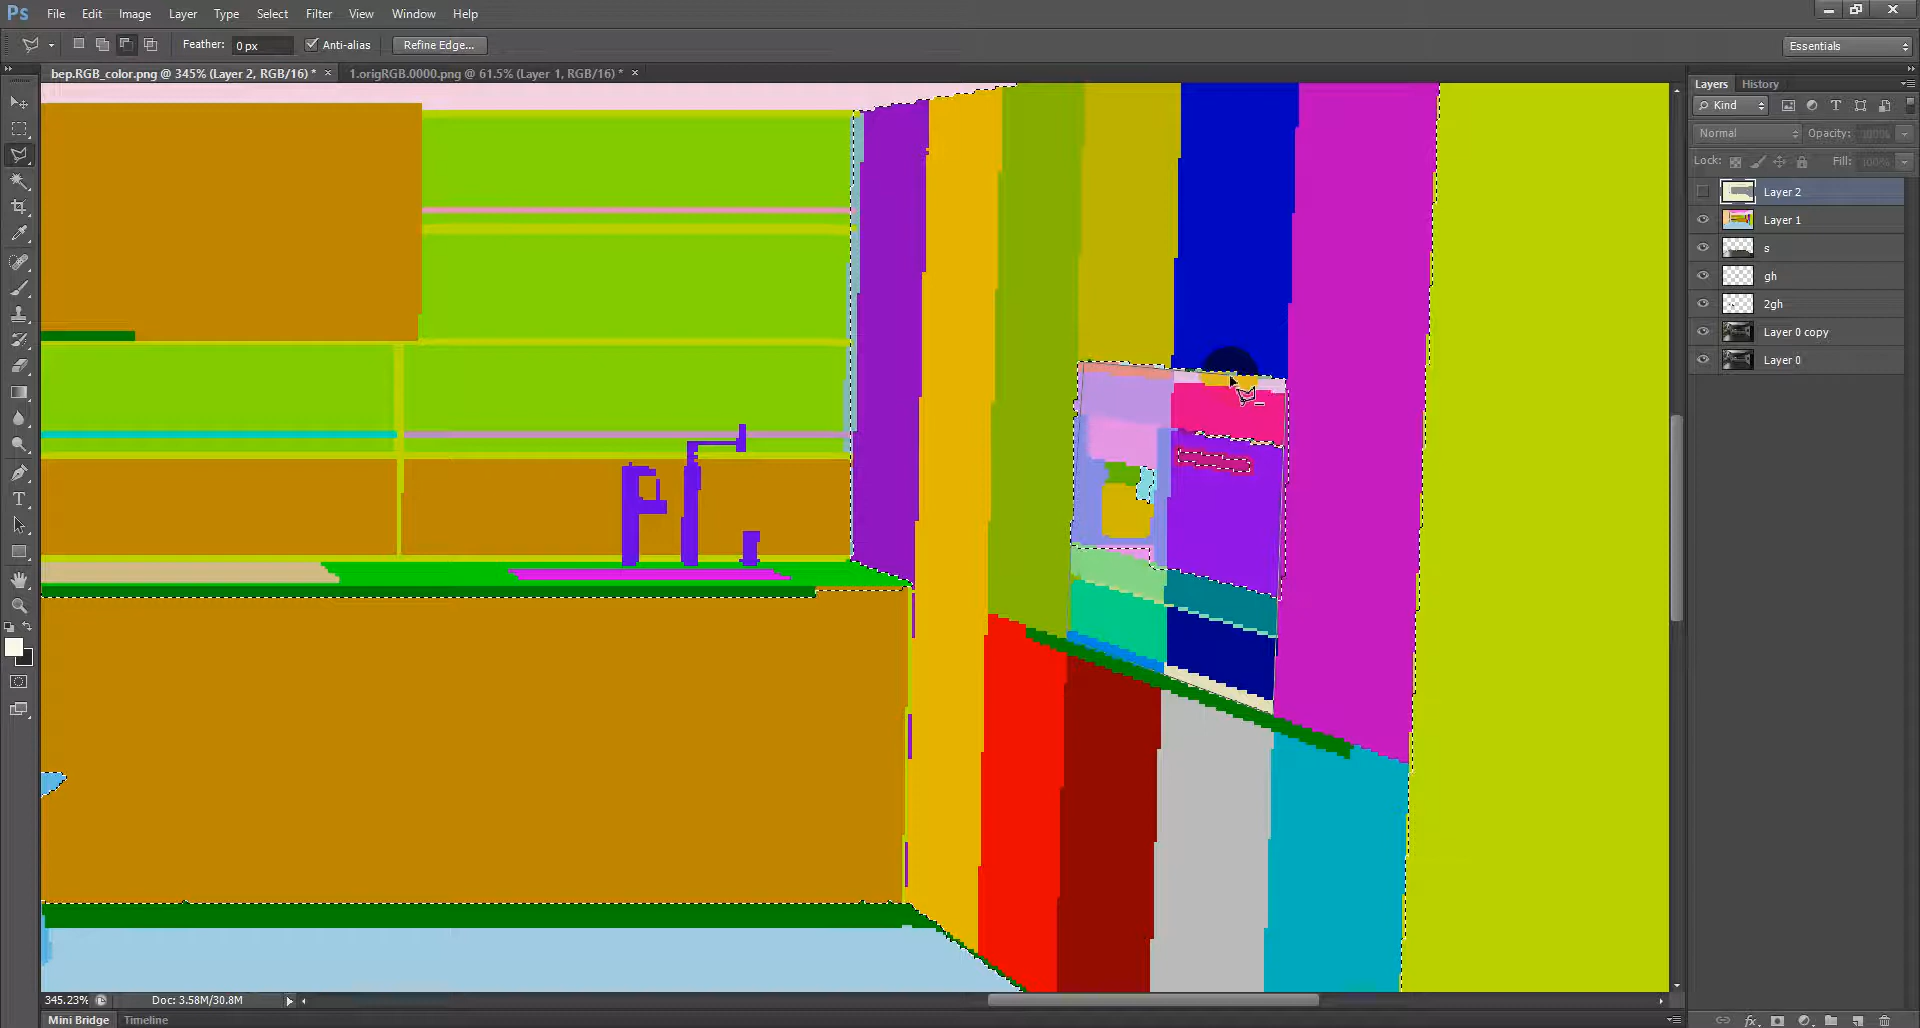 Ps File Edit Image Layer Type Select Filter 3D View Window Help
Feather: 0 px Anti-alias Refine Edge... Essentials
bep.RGB_color.png @ 345% (Layer 2, RGB/16) * × 1.origRGB.0000.png @ 61.5% (Layer 1, RGB/16) * ×
Layers History
Kind
Normal Opacity: 100%
Lock: Fill: 100%
Layer 2
Layer 1
s
gh
2gh
Layer 0 copy
Layer 0
345.23% Doc: 3.58M/30.8M
Mini Bridge Timeline